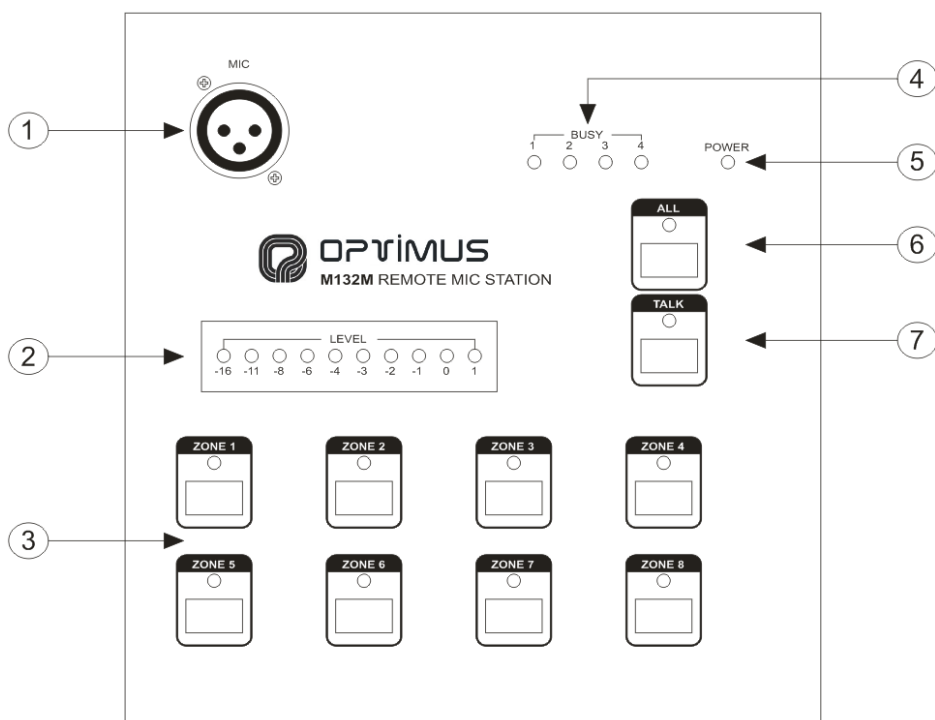 MIC
1
4
BUSY
1 2 3 4
POWER
5
ALL
6
OPTIMUS
M132M REMOTE MIC STATION
TALK
7
2
LEVEL
-16 -11 -8 -6 -4 -3 -2 -1 0 1
ZONE 1 ZONE 2 ZONE 3 ZONE 4
3
ZONE 5 ZONE 6 ZONE 7 ZONE 8